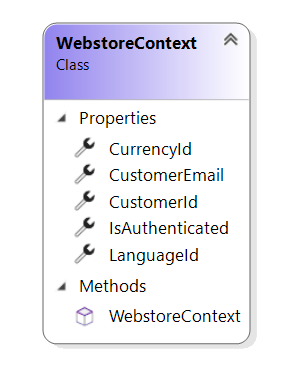 WebstoreContext
Class
Properties
CurrencyId
CustomerEmail
CustomerId
IsAuthenticated
LanguageId
Methods
WebstoreContext